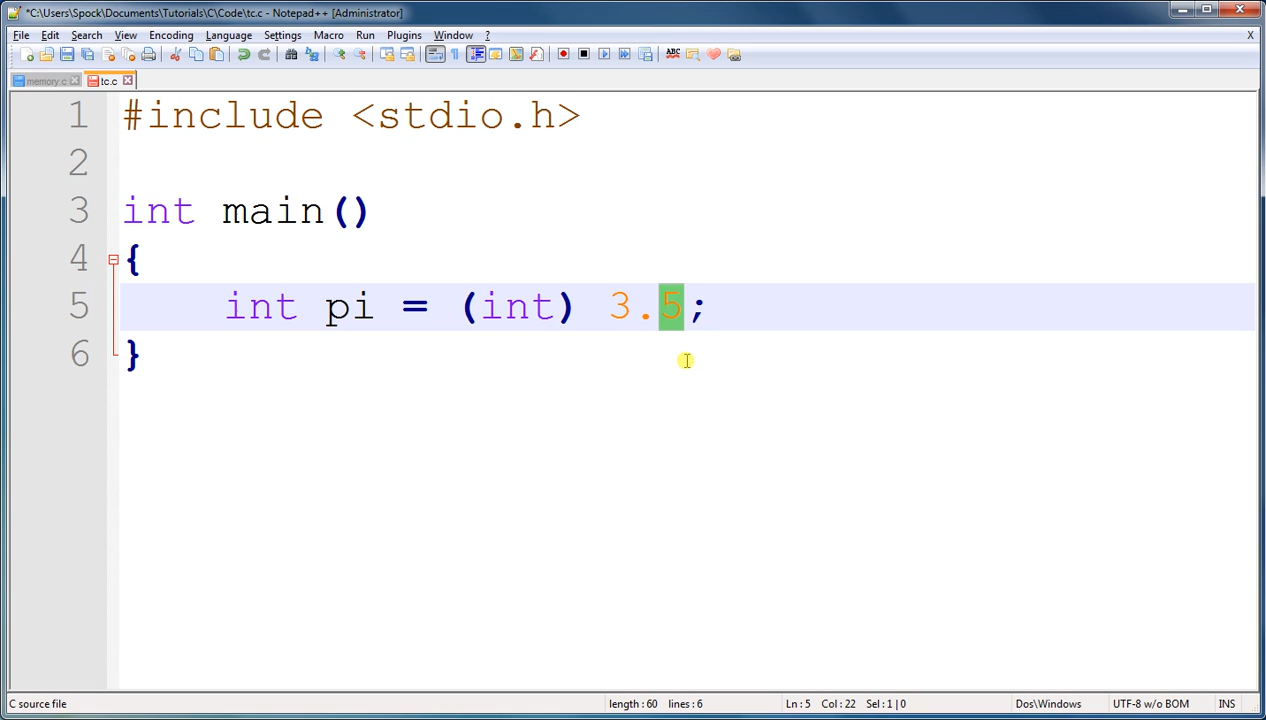 *C:\Users\Spock\Documents\Tutorials\C\Code\tc.c - Notepad++ [Administrator]
File Edit Search View Encoding Language Settings Macro Run Plugins Window ? X
memory.c tc.c
1 #include <stdio.h>
2
3 int main()
4 {
5 int pi = (int) 3.5;
6 }
C source file length : 60 lines : 6 Ln : 5 Col : 22 Sel : 1 | 0 Dos\Windows UTF-8 w/o BOM INS